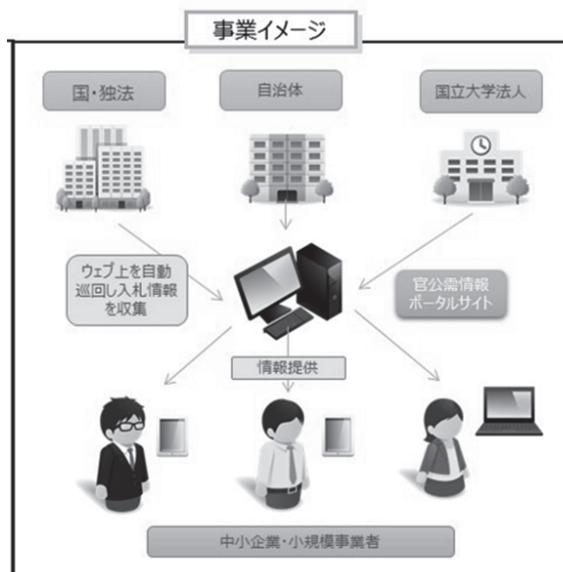 事業イメージ
国・独法
自治体
国立大学法人
ウェブ上を自動
巡回し入札情報
を収集
官公需情報
ポータルサイト
情報提供
中小企業・小規模事業者